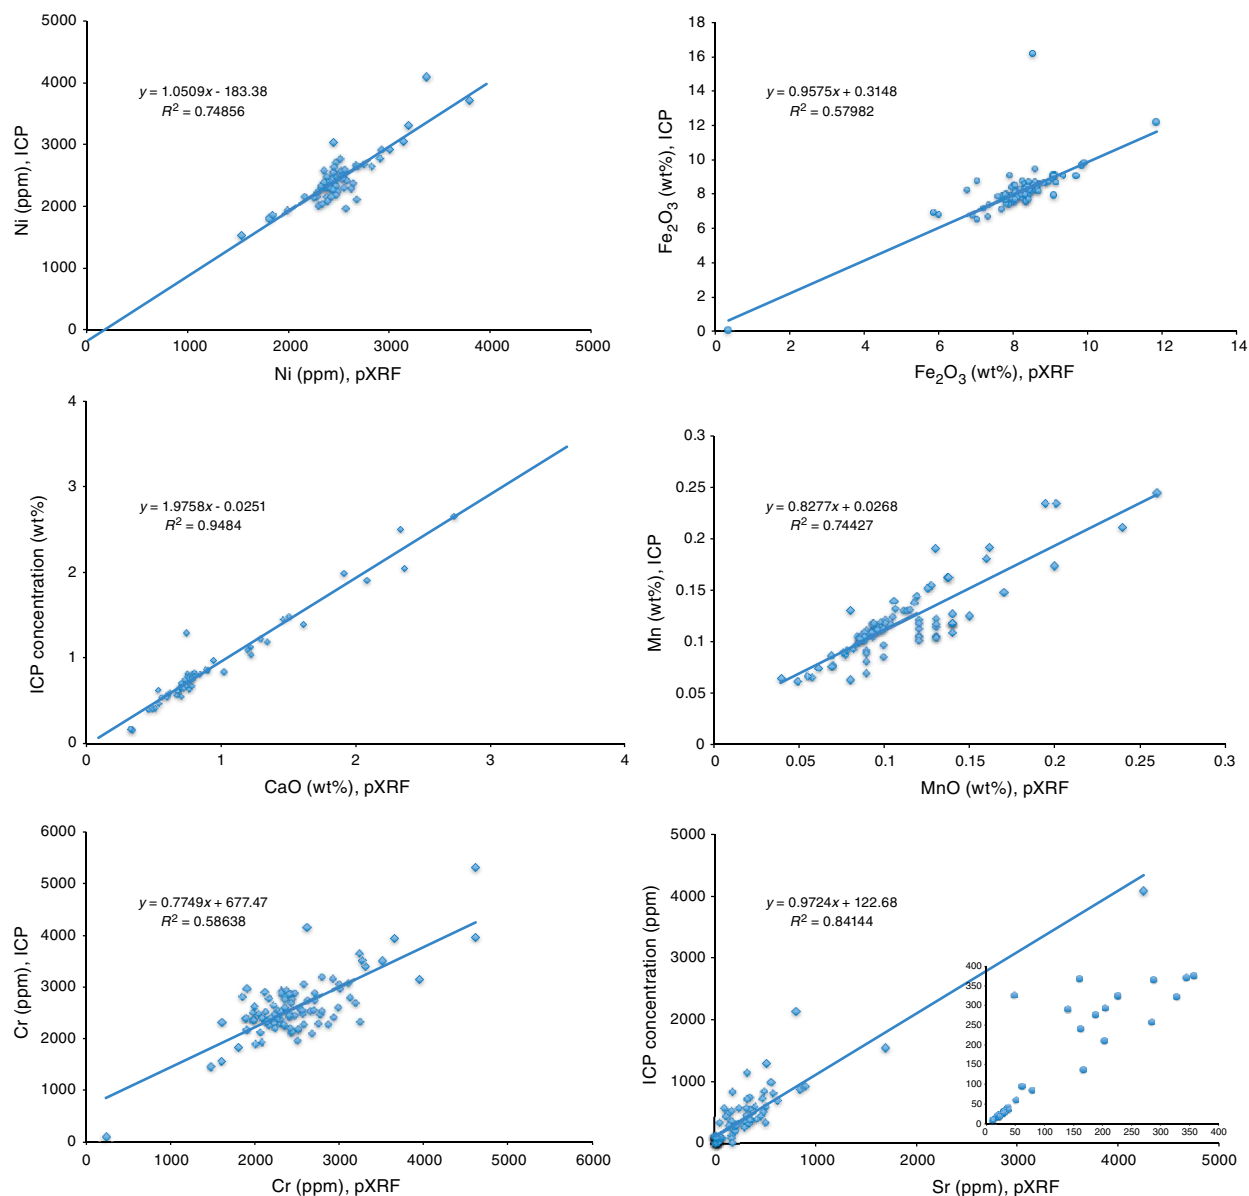 5000
4000
3000
2000
1000
0
y = 1.0509x - 183.38
R² = 0.74856
Ni (ppm), ICP
0 1000 2000 3000 4000 5000
Ni (ppm), pXRF
18
16
14
12
10
8
6
4
2
0
y = 0.9575x + 0.3148
R² = 0.57982
Fe₂O₃ (wt%), ICP
0 2 4 6 8 10 12 14
Fe₂O₃ (wt%), pXRF
4
3
2
1
0
y = 1.9758x - 0.0251
R² = 0.9484
ICP concentration (wt%)
0 1 2 3 4
CaO (wt%), pXRF
0.3
0.25
0.2
0.15
0.1
0.05
0
y = 0.8277x + 0.0268
R² = 0.74427
Mn (wt%), ICP
0 0.05 0.1 0.15 0.2 0.25 0.3
MnO (wt%), pXRF
6000
5000
4000
3000
2000
1000
0
y = 0.7749x + 677.47
R² = 0.58638
Cr (ppm), ICP
0 1000 2000 3000 4000 5000 6000
Cr (ppm), pXRF
5000
4000
3000
2000
1000
0
y = 0.9724x + 122.68
R² = 0.84144
ICP concentration (ppm)
400
350
300
250
200
150
100
50
0
0 50 100 150 200 250 300 350 400
0 1000 2000 3000 4000 5000
Sr (ppm), pXRF